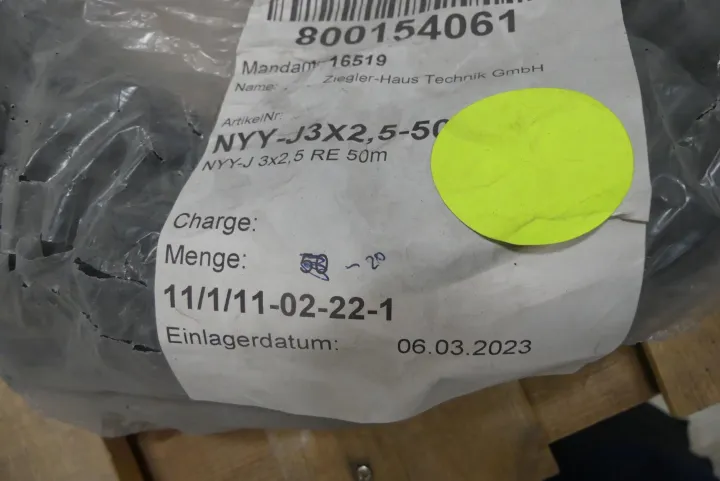 800154061
Mandant: 16519
Name: Ziegler-Haus Technik GmbH
ArtikelNr:
NYY-J3X2,5-50
NYY-J 3x2,5 RE 50m
Charge:
Menge: ~20
11/1/11-02-22-1
Einlagerdatum: 06.03.2023